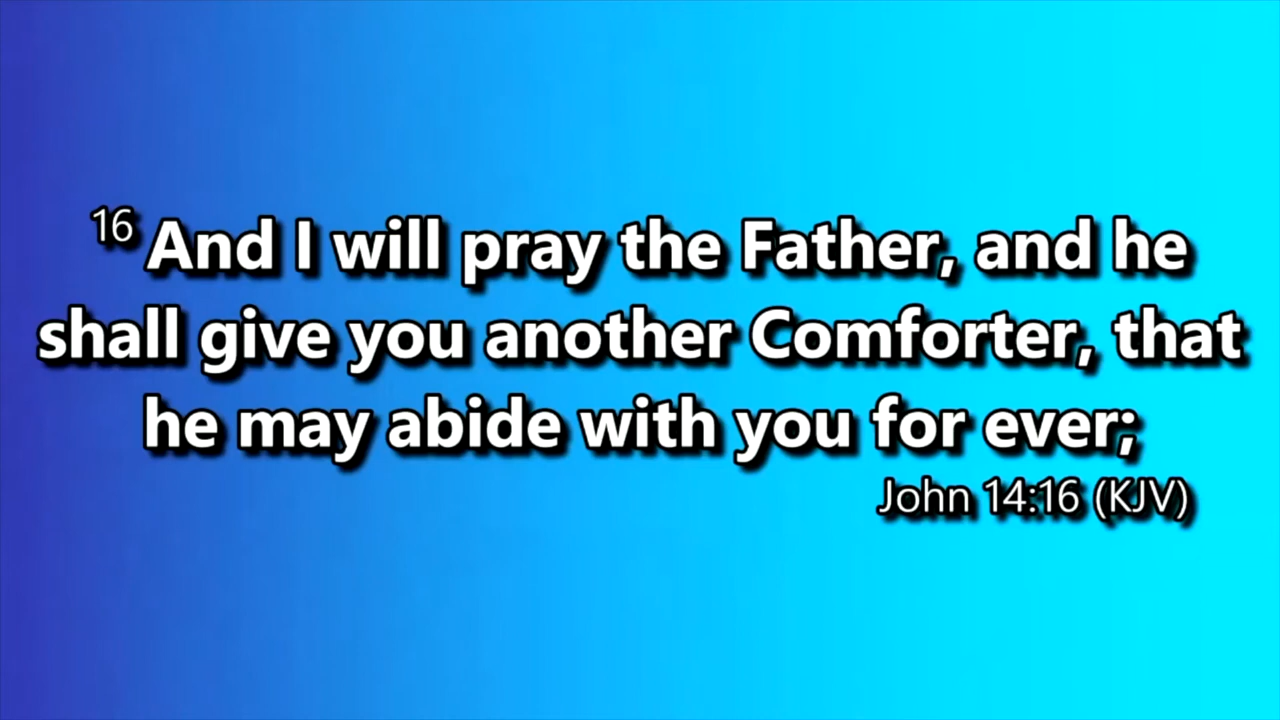 16 And I will pray the Father, and he
shall give you another Comforter, that
he may abide with you for ever;
John 14:16 (KJV)